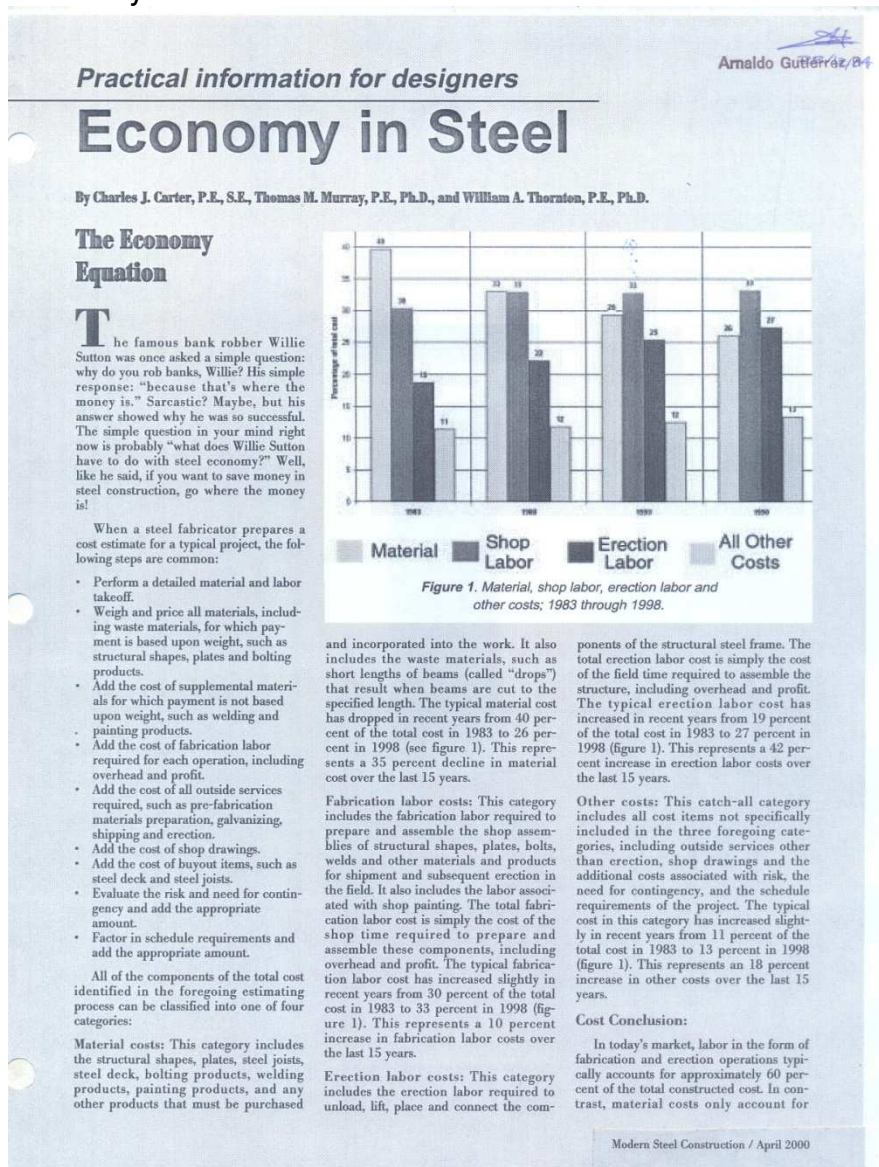 Arnaldo Gutierrez
Practical information for designers
Economy in Steel
By Charles J. Carter, P.E., S.E., Thomas M. Murray, P.E., Ph.D., and William A. Thornton, P.E., Ph.D.
The Economy
Equation
The famous bank robber Willie
Sutton was once asked a simple question:
why do you rob banks, Willie? His simple
response: “because that’s where the
money is.” Sarcastic? Maybe, but his
answer showed why he was so successful.
The simple question in your mind right
now is probably “what does Willie Sutton
have to do with steel economy?” Well,
like he said, if you want to save money in
steel construction, go where the money
is!
When a steel fabricator prepares a
cost estimate for a typical project, the fol-
lowing steps are common:
• Perform a detailed material and labor
takeoff.
• Weigh and price all materials, includ-
ing waste materials, for which pay-
ment is based upon weight, such as
structural shapes, plates and bolting
products.
• Add the cost of supplemental materi-
als for which payment is not based
upon weight, such as welding and
painting products.
• Add the cost of fabrication labor
required for each operation, including
overhead and profit.
• Add the cost of all outside services
required, such as pre-fabrication
materials preparation, galvanizing,
shipping and erection.
• Add the cost of shop drawings.
• Add the cost of buyout items, such as
steel deck and steel joists.
• Evaluate the risk and need for contin-
gency and add the appropriate
amount.
• Factor in schedule requirements and
add the appropriate amount.
All of the components of the total cost
identified in the foregoing estimating
process can be classified into one of four
categories:
Material costs: This category includes
the structural shapes, plates, steel joists,
steel deck, bolting products, welding
products, painting products, and any
other products that must be purchased
Percentage of total cost
40
35
30
25
20
15
10
5
0
30 11
33 33 22 12
33 25 12
26 33 27 13
1983
Material
Shop Labor
Erection Labor
All Other Costs
Figure 1. Material, shop labor, erection labor and
other costs; 1983 through 1998.
and incorporated into the work. It also
includes the waste materials, such as
short lengths of beams (called “drops”)
that result when beams are cut to the
specified length. The typical material cost
has dropped in recent years from 40 per-
cent of the total cost in 1983 to 26 per-
cent in 1998 (see figure 1). This repre-
sents a 35 percent decline in material
cost over the last 15 years.
Fabrication labor costs: This category
includes the fabrication labor required to
prepare and assemble the shop assem-
blies of structural shapes, plates, bolts,
welds and other materials and products
for shipment and subsequent erection in
the field. It also includes the labor associ-
ated with shop painting. The total fabri-
cation labor cost is simply the cost of the
shop time required to prepare and
assemble these components, including
overhead and profit. The typical fabrica-
tion labor cost has increased slightly in
recent years from 30 percent of the total
cost in 1983 to 33 percent in 1998 (fig-
ure 1). This represents a 10 percent
increase in fabrication labor costs over
the last 15 years.
Erection labor costs: This category
includes the erection labor required to
unload, lift, place and connect the com-
ponents of the structural steel frame. The
total erection labor cost is simply the cost
of the field time required to assemble the
structure, including overhead and profit.
The typical erection labor cost has
increased in recent years from 19 percent
of the total cost in 1983 to 27 percent in
1998 (figure 1). This represents a 42 per-
cent increase in erection labor costs over
the last 15 years.
Other costs: This catch-all category
includes all cost items not specifically
included in the three foregoing cate-
gories, including outside services other
than erection, shop drawings and the
additional costs associated with risk, the
need for contingency, and the schedule
requirements of the project. The typical
cost in this category has increased slight-
ly in recent years from 11 percent of the
total cost in 1983 to 13 percent in 1998
(figure 1). This represents an 18 percent
increase in other costs over the last 15
years.
Cost Conclusion:
In today’s market, labor in the form of
fabrication and erection operations typi-
cally accounts for approximately 60 per-
cent of the total constructed cost. In con-
trast, material costs only account for
Modern Steel Construction / April 2000